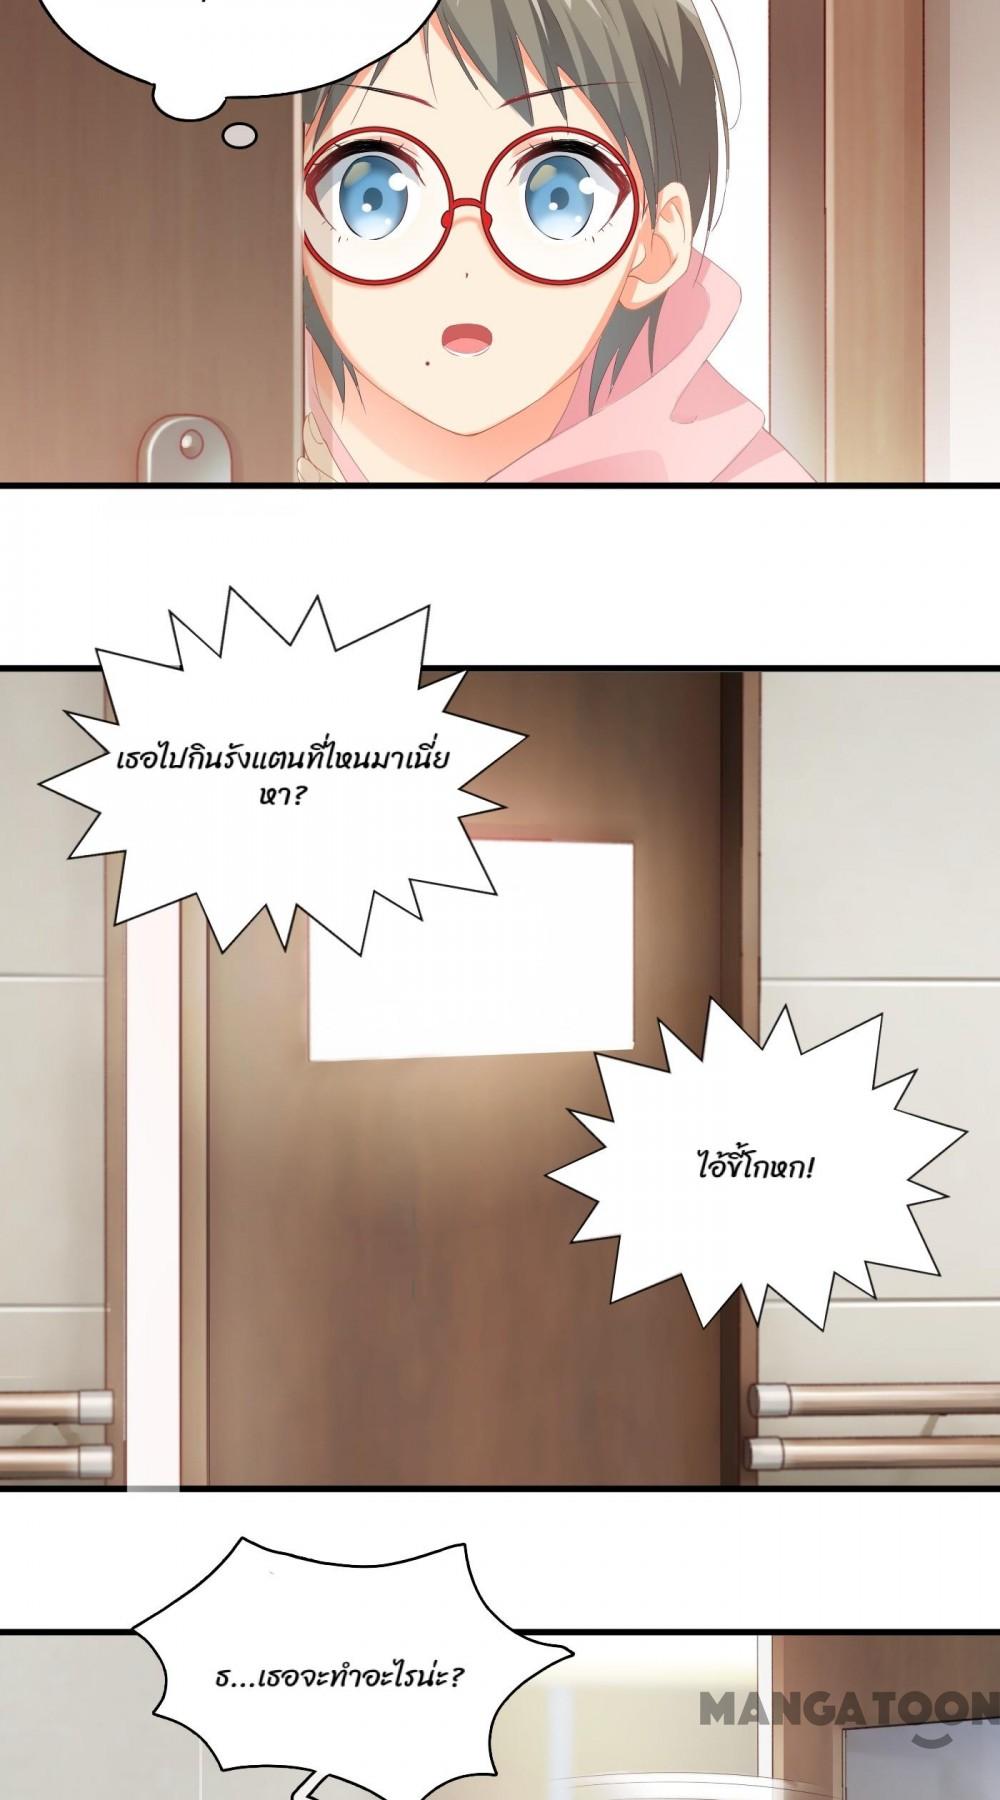 เธอไปกินรังแตนที่ไหนมาเนี่ย
หา?
ไอ้ขี้โกหก!
ธ...เธอจะทำอะไรน่ะ?
MANGATOON